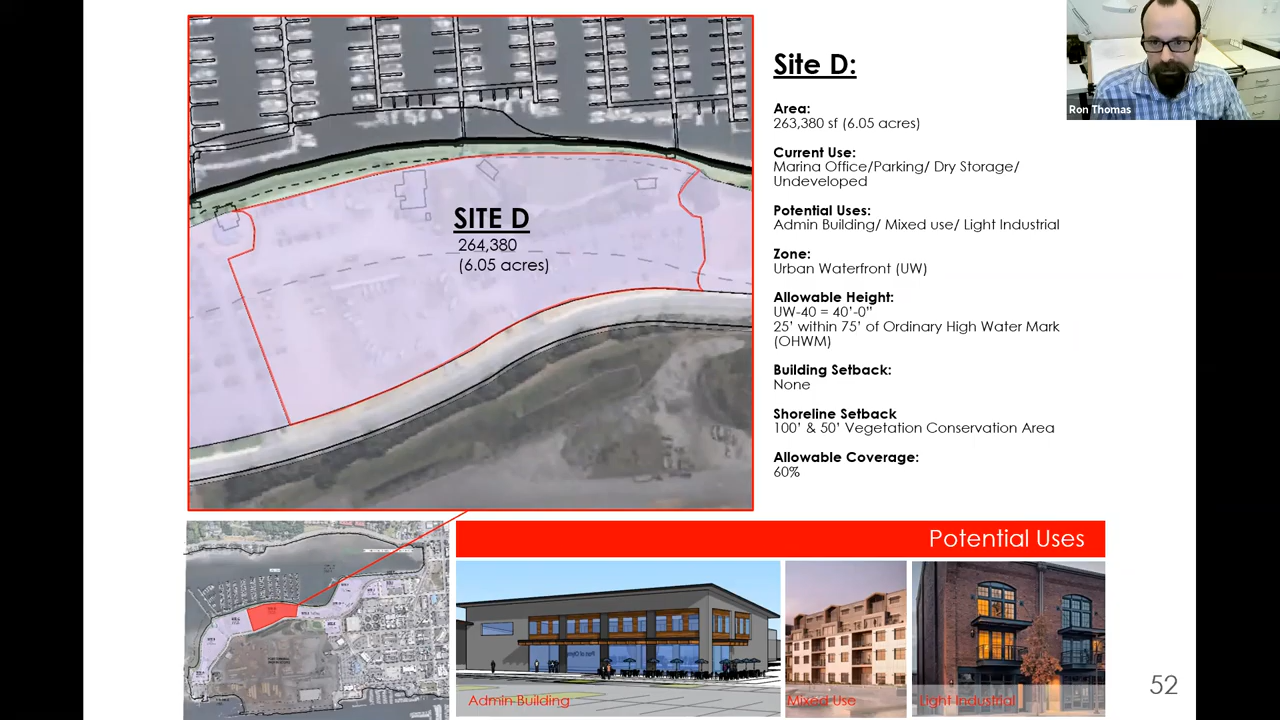 SITE D
264,380
(6.05 acres)
Site D:
Area:
263,380 sf (6.05 acres)
Current Use:
Marina Office/Parking/ Dry Storage/
Undeveloped
Potential Uses:
Admin Building/ Mixed use/ Light Industrial
Zone:
Urban Waterfront (UW)
Allowable Height:
UW-40 = 40'-0"
25' within 75' of Ordinary High Water Mark
(OHWM)
Building Setback:
None
Shoreline Setback
100' & 50' Vegetation Conservation Area
Allowable Coverage:
60%
Ron Thomas
Potential Uses
Admin Building
Mixed Use
Light Industrial
52